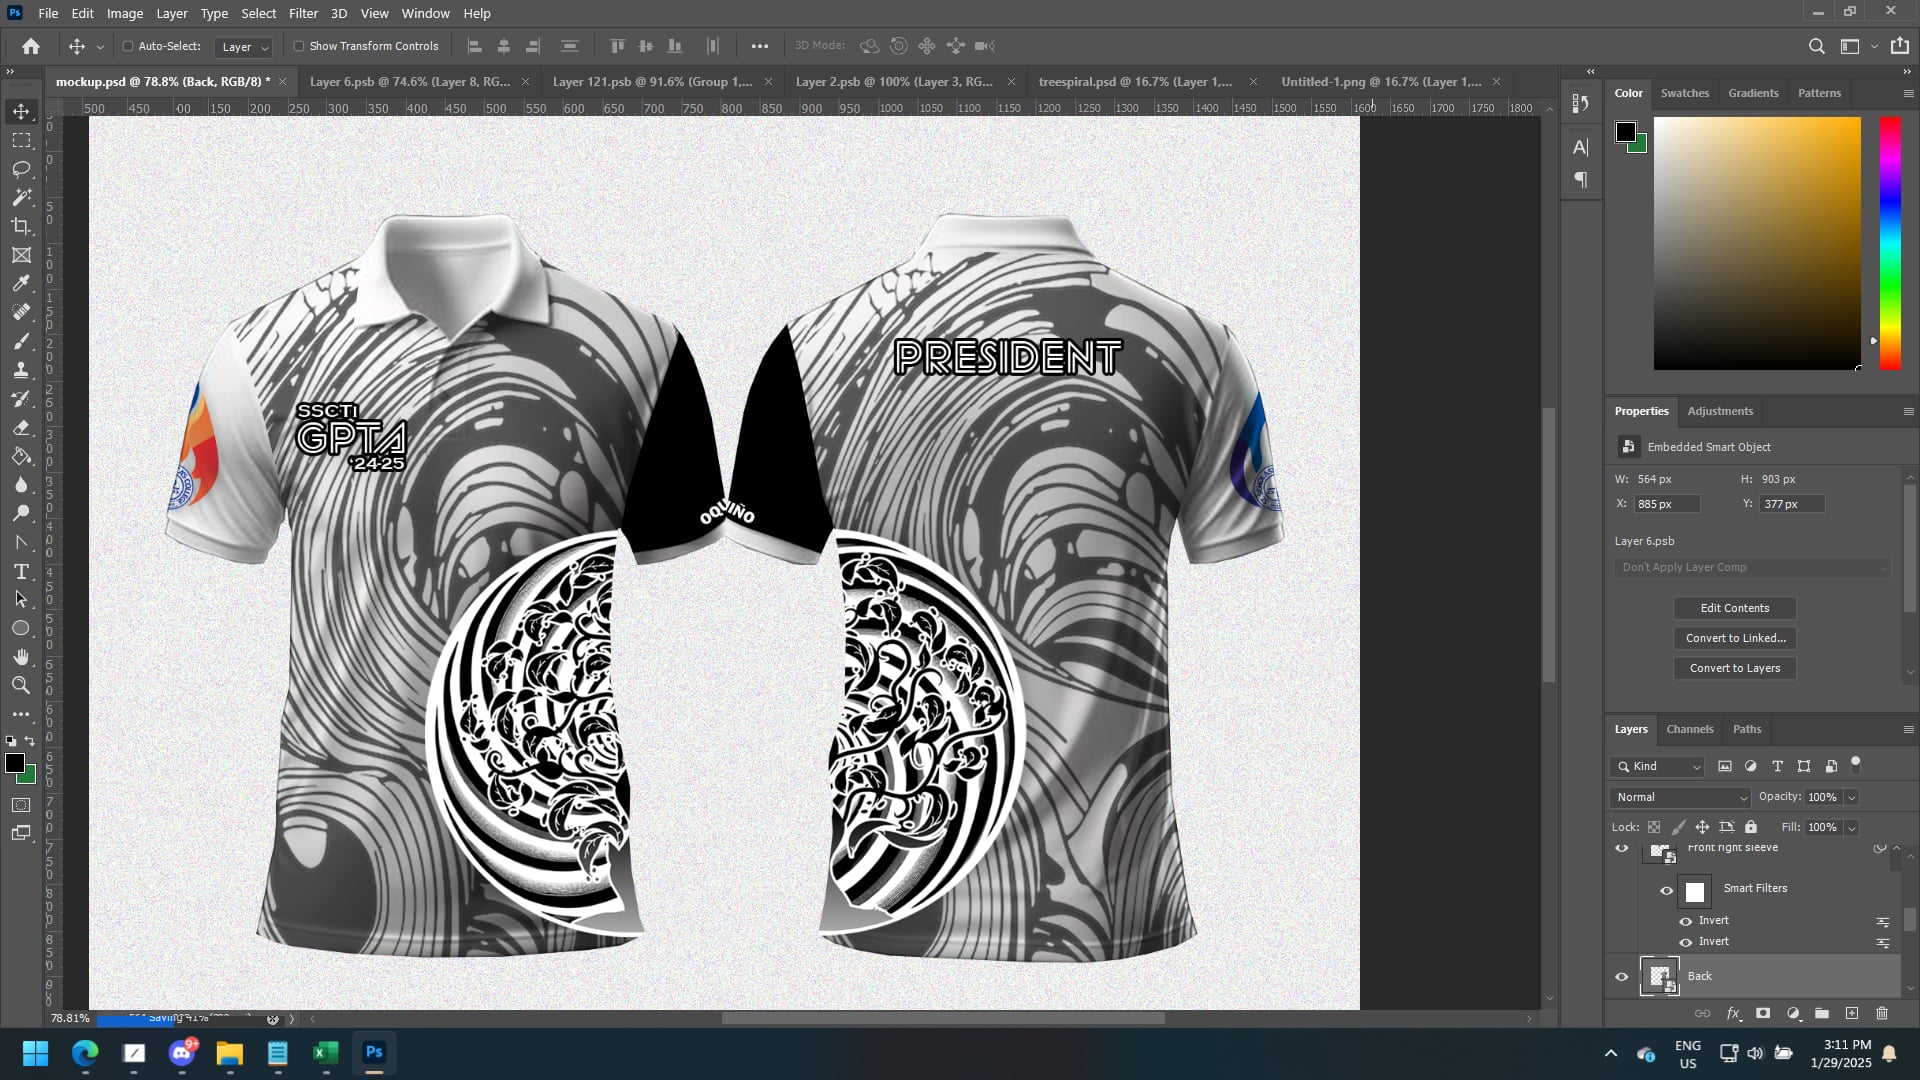 Ps File Edit Image Layer Type Select Filter 3D View Window Help
Auto-Select: Layer Show Transform Controls 3D Mode:
mockup.psd @ 78.8% (Back, RGB/8) * Layer 6.psb @ 74.6% (Layer 8, RG... Layer 121.psb @ 91.6% (Group 1,... Layer 2.psb @ 100% (Layer 3, RG... treespiral.psd @ 16.7% (Layer 1,... Untitled-1.png @ 16.7% (Layer 1,...
500 450 200 250 300 350 400 450 500 550 600 650 700 750 800 850 900 950 1000 1050 1100 1150 1200 1250 1300 1350 1400 1450 1500 1550 1600 1650 1700 1750 1800
SSCTI
GPTA
'24-25
OQUIÑO
PRESIDENT
Color Swatches Gradients Patterns
Properties Adjustments
Embedded Smart Object
W: 564 px H: 903 px
X: 885 px Y: 377 px
Layer 6.psb
Don't Apply Layer Comp
Edit Contents
Convert to Linked...
Convert to Layers
Layers Channels Paths
Kind
Normal Opacity: 100%
Lock: Fill: 100%
Front right sleeve
Smart Filters
Invert
Invert
Back
fx
78.81%
9+
Ps
ENG
US
3:11 PM
1/29/2025